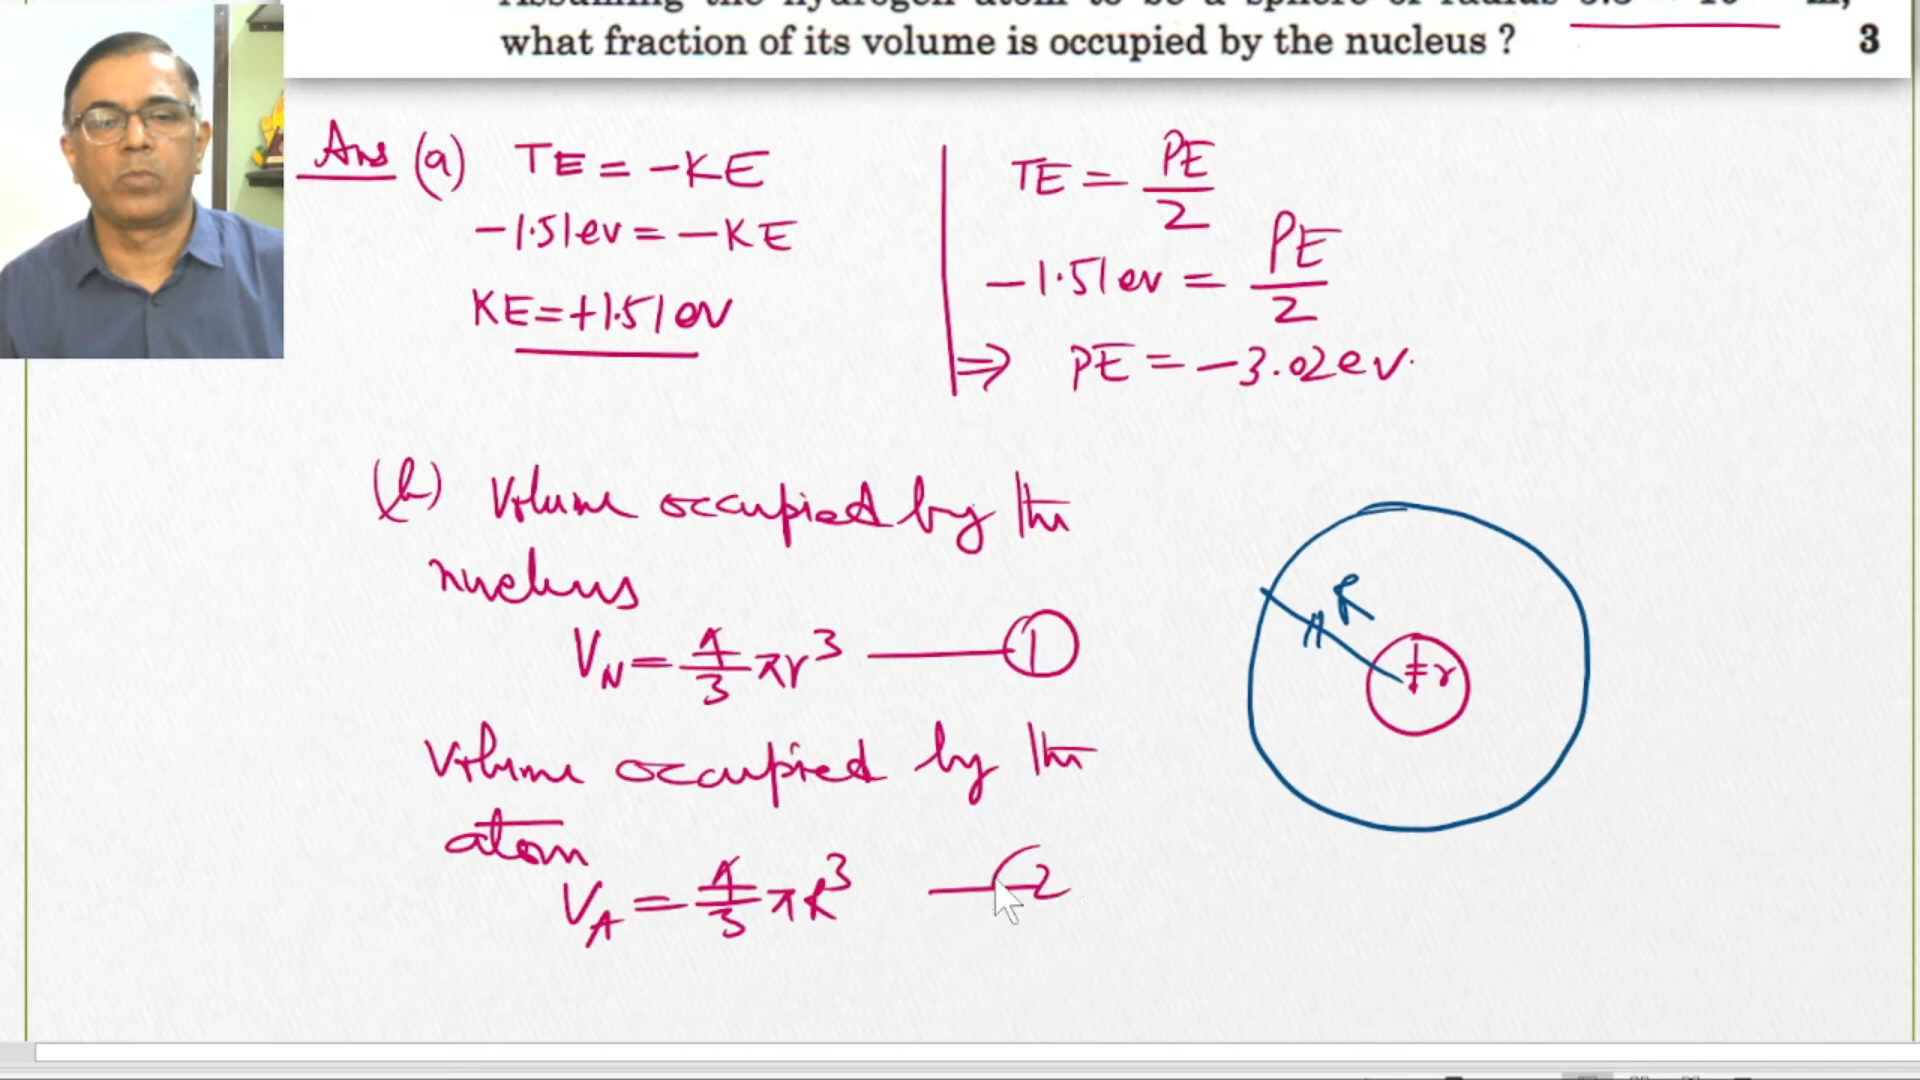 what fraction of its volume is occupied by the nucleus ? 3
Ans (a) TE = -KE
-1.51ev = -KE
KE=+1.51ev
TE = PE/2
-1.51ev = PE/2
⇒ PE = -3.02ev.
(b) Volume occupied by the
nucleus
V_N = 4/3 πr³ — 1
Volume occupied by the
atom
V_A = 4/3 πR³ — 2
R
r